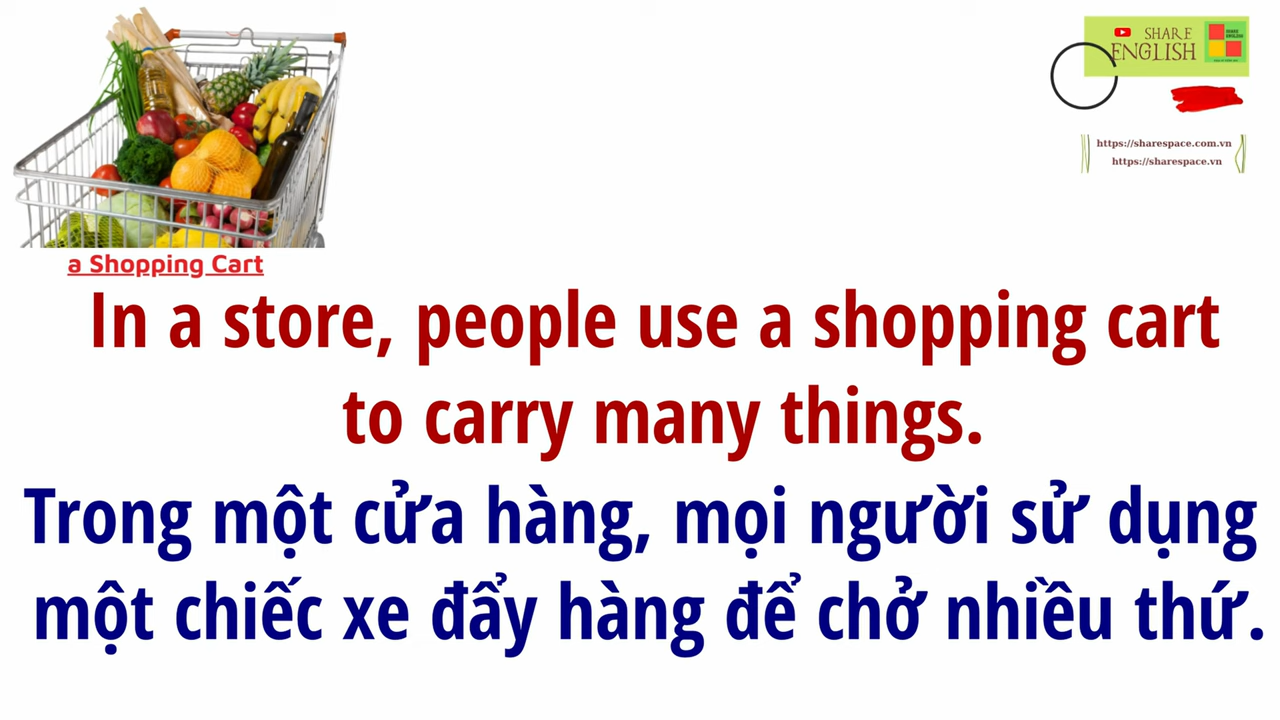 SHARE
ENGLISH
https://sharespace.com.vn
https://sharespace.vn
a Shopping Cart
In a store, people use a shopping cart
to carry many things.
Trong một cửa hàng, mọi người sử dụng
một chiếc xe đẩy hàng để chở nhiều thứ.